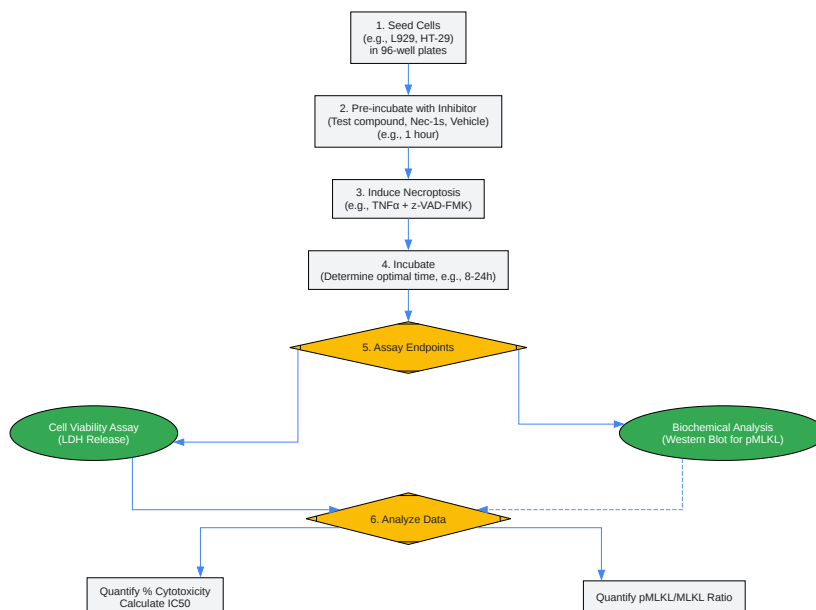 1. Seed Cells
(e.g., L929, HT-29)
in 96-well plates
2. Pre-incubate with Inhibitor
(Test compound, Nec-1s, Vehicle)
(e.g., 1 hour)
3. Induce Necroptosis
(e.g., TNFα + z-VAD-FMK)
4. Incubate
(Determine optimal time, e.g., 8-24h)
5. Assay Endpoints
Cell Viability Assay
(LDH Release)
Biochemical Analysis
(Western Blot for pMLKL)
6. Analyze Data
Quantify % Cytotoxicity
Calculate IC50
Quantify pMLKL/MLKL Ratio